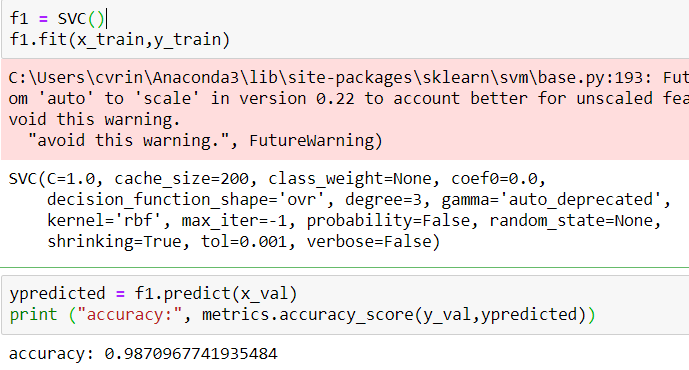 f1 = SVC()
f1.fit(x_train,y_train)
C:\Users\cvrin\Anaconda3\lib\site-packages\sklearn\svm\base.py:193: Fut
om 'auto' to 'scale' in version 0.22 to account better for unscaled fea
void this warning.
"avoid this warning.", FutureWarning)
SVC(C=1.0, cache_size=200, class_weight=None, coef0=0.0,
decision_function_shape='ovr', degree=3, gamma='auto_deprecated',
kernel='rbf', max_iter=-1, probability=False, random_state=None,
shrinking=True, tol=0.001, verbose=False)
ypredicted = f1.predict(x_val)
print ("accuracy:", metrics.accuracy_score(y_val,ypredicted))
accuracy: 0.9870967741935484